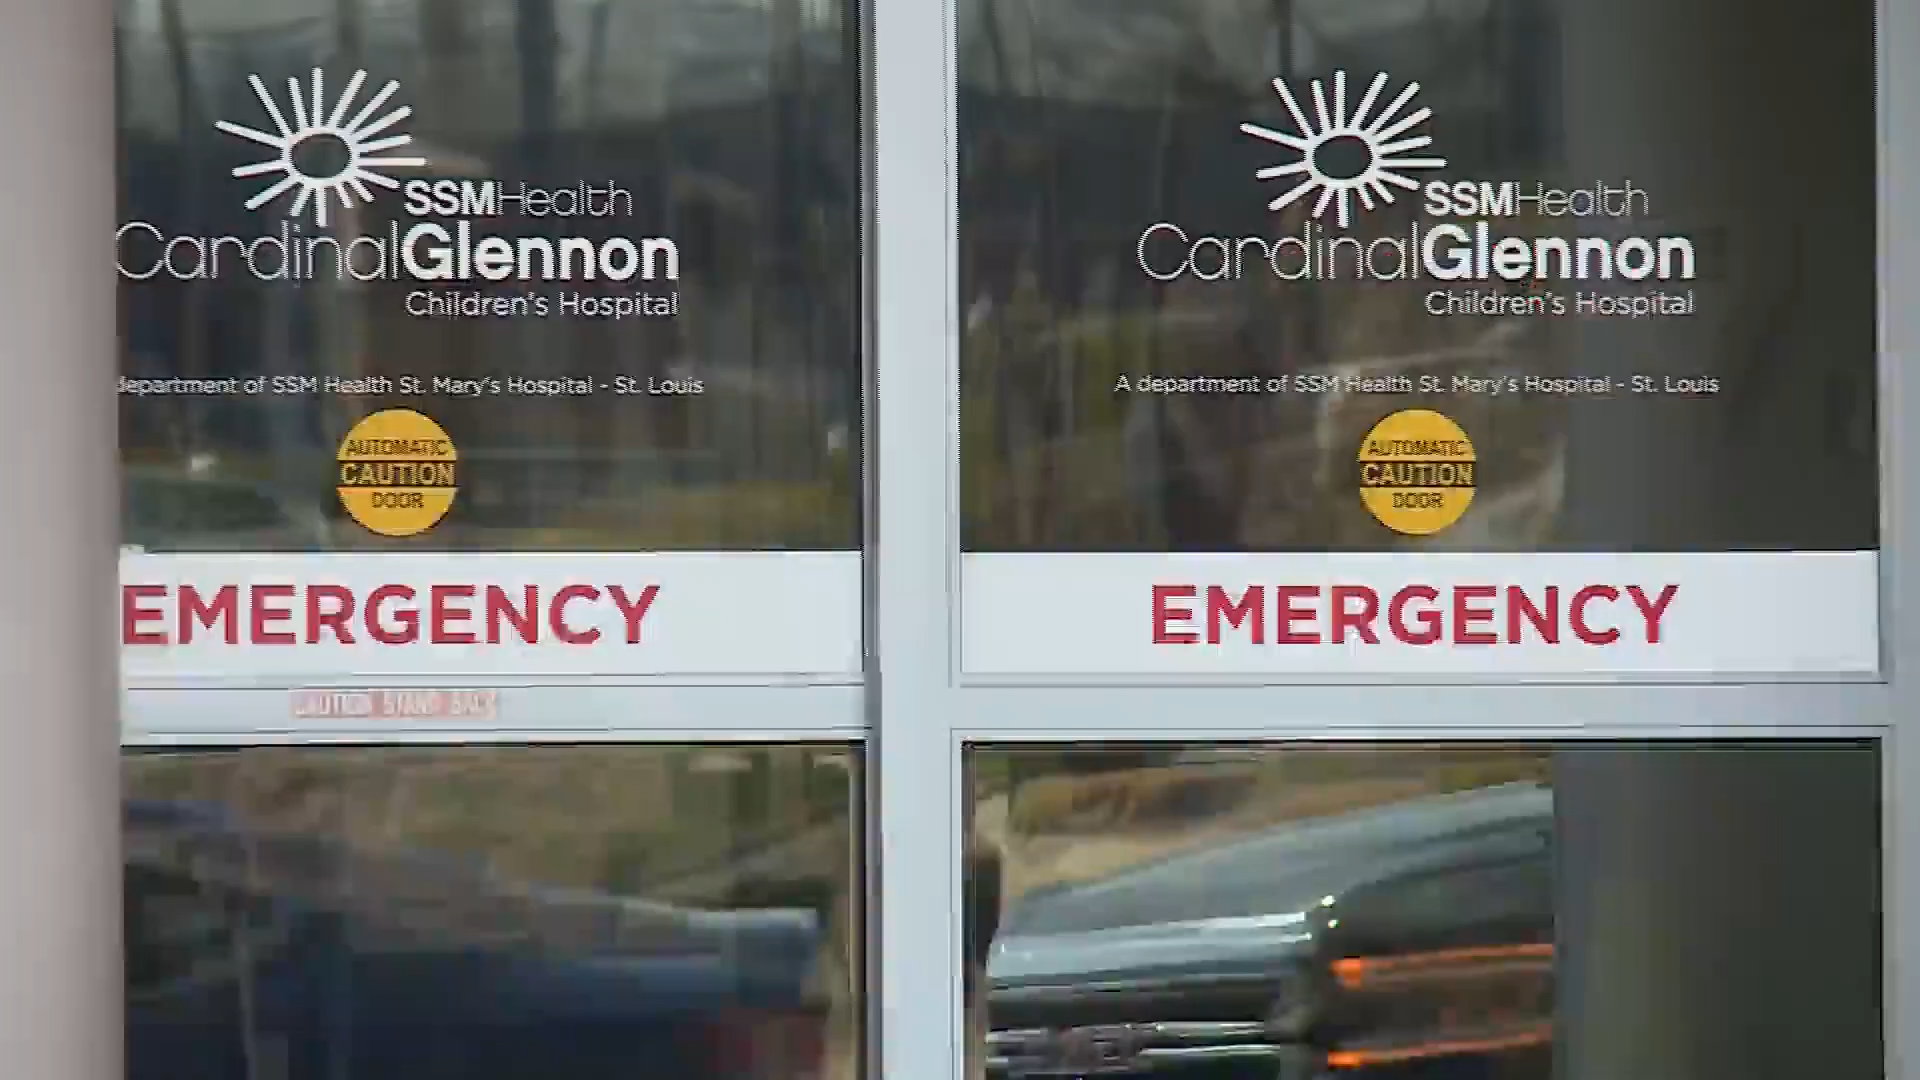 SSMHealth
CardinalGlennon
Children's Hospital
department of SSM Health St. Mary's Hospital - St. Louis
AUTOMATIC
CAUTION
DOOR
EMERGENCY
CAUTION STAND BACK
SSMHealth
CardinalGlennon
Children's Hospital
A department of SSM Health St. Mary's Hospital - St. Louis
AUTOMATIC
CAUTION
DOOR
EMERGENCY